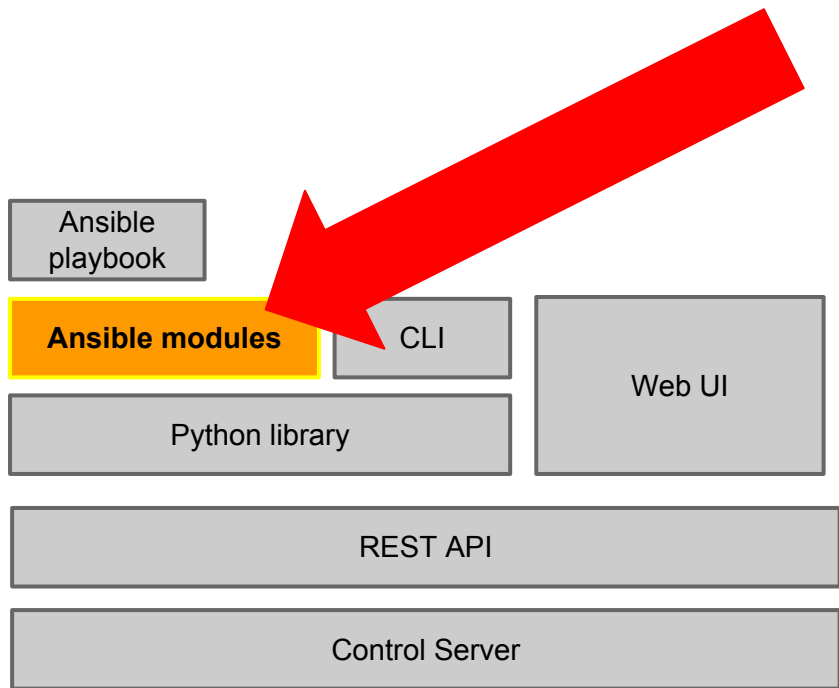 Ansible
playbook
Ansible modules
CLI
Web UI
Python library
REST API
Control Server